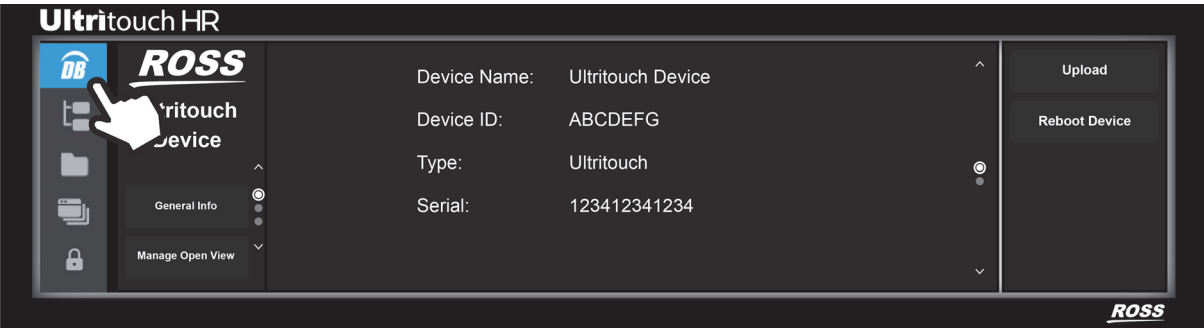 Ultritouch HR
DB
ROSS
tritouch
Device
General Info
Manage Open View
Device Name: Ultritouch Device
Device ID: ABCDEFG
Type: Ultritouch
Serial: 123412341234
Upload
Reboot Device
ROSS